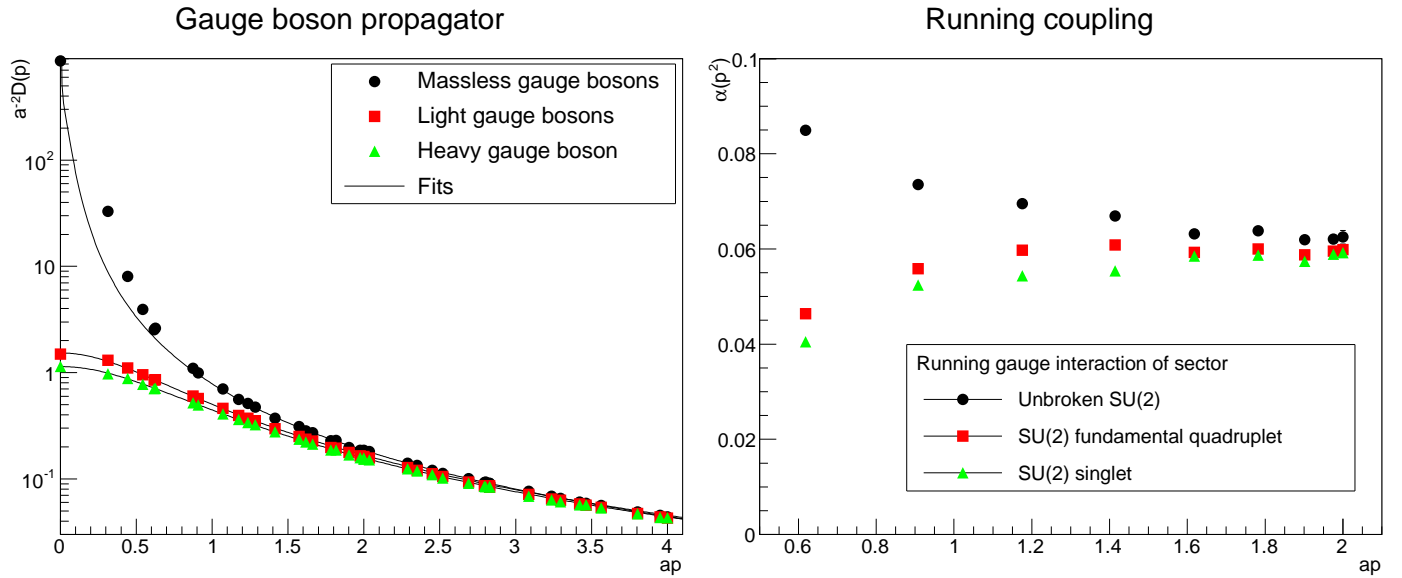 Gauge boson propagator
a⁻²D(p)
10²
10
1
10⁻¹
0 0.5 1 1.5 2 2.5 3 3.5 4
ap
Massless gauge bosons
Light gauge bosons
Heavy gauge boson
Fits
Running coupling
α(p²)
0.1
0.08
0.06
0.04
0.02
0
0.6 0.8 1 1.2 1.4 1.6 1.8 2
ap
Running gauge interaction of sector
Unbroken SU(2)
SU(2) fundamental quadruplet
SU(2) singlet